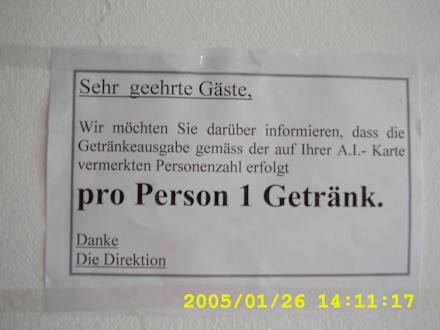 Sehr geehrte Gäste,
Wir möchten Sie darüber informieren, dass die
Getränkeausgabe gemäss der auf Ihrer A.I.- Karte
vermerkten Personenzahl erfolgt
pro Person 1 Getränk.
Danke
Die Direktion
2005/01/26 14:11:17